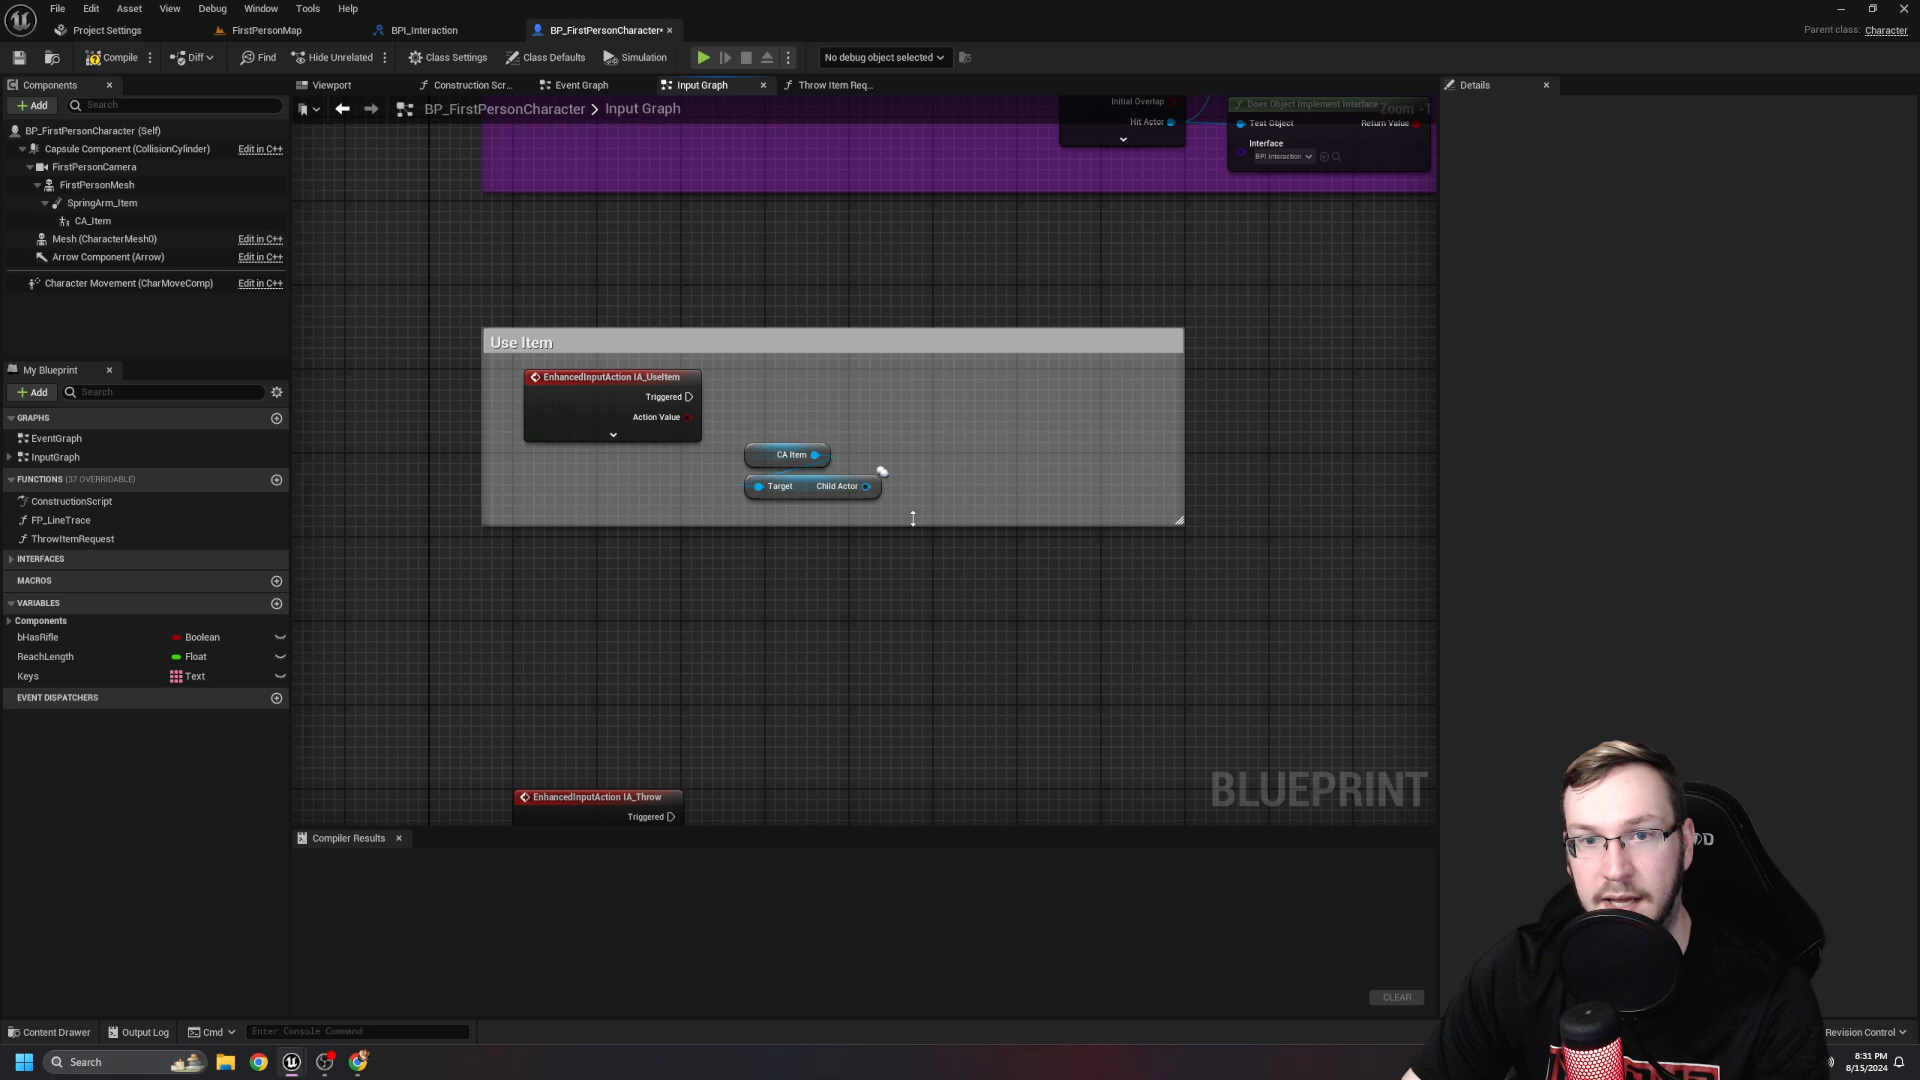 File Edit Asset View Debug Window Tools Help
Project Settings FirstPersonMap BPI_Interaction BP_FirstPersonCharacter*
Parent class: Character
Compile Diff Find Hide Unrelated Class Settings Class Defaults Simulation No debug object selected
Components
Add Search
BP_FirstPersonCharacter (Self)
Capsule Component (CollisionCylinder) Edit in C++
FirstPersonCamera
FirstPersonMesh
SpringArm_Item
CA_Item
Mesh (CharacterMesh0) Edit in C++
Arrow Component (Arrow) Edit in C++
Character Movement (CharMoveComp) Edit in C++
My Blueprint
Add Search
GRAPHS
EventGraph
InputGraph
FUNCTIONS (37 OVERRIDABLE)
ConstructionScript
FP_LineTrace
ThrowItemRequest
INTERFACES
MACROS
VARIABLES
Components
bHasRifle Boolean
ReachLength Float
Keys Text
EVENT DISPATCHERS
Viewport Construction Scr... Event Graph Input Graph Throw Item Req...
BP_FirstPersonCharacter > Input Graph
Zoom -1
Initial Overlap
Hit Actor
Does Object Implement Interface
Test Object Return Value
Interface
BPI Interaction
Use Item
EnhancedInputAction IA_UseItem
Triggered
Action Value
CA Item
Target Child Actor
EnhancedInputAction IA_Throw
Triggered
BLUEPRINT
Compiler Results
CLEAR
Details
Content Drawer Output Log Cmd Enter Console Command
Revision Control
Search
8:31 PM
8/15/2024